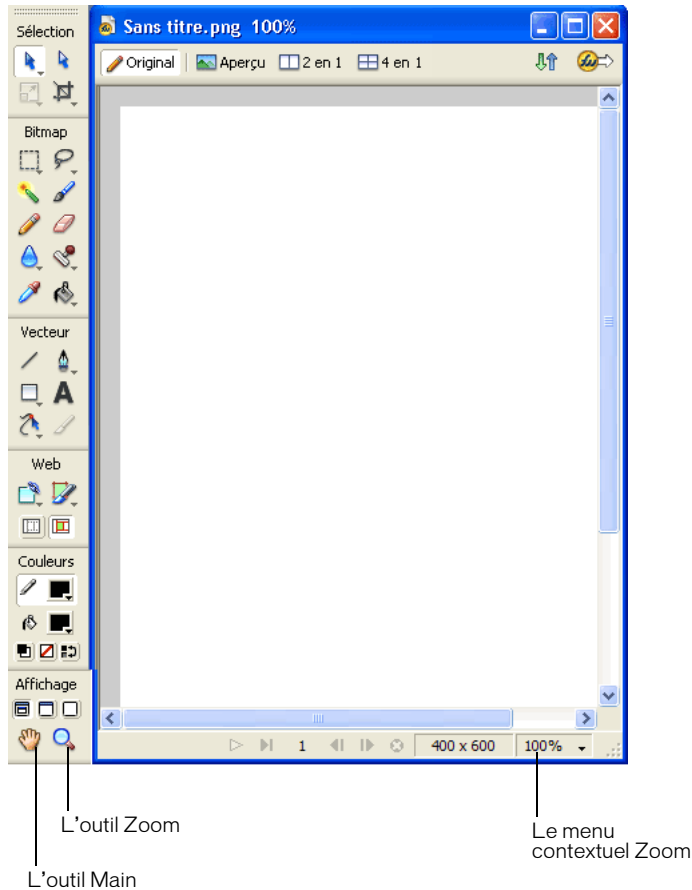 Sélection
Sans titre.png 100%
Original Aperçu 2 en 1 4 en 1
Bitmap
Vecteur
A
Web
Couleurs
Affichage
1 400 x 600 100%
L'outil Zoom
L'outil Main
Le menu
contextuel Zoom